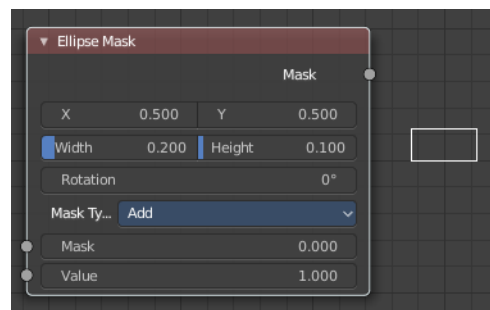 Ellipse Mask
Mask
X 0.500 Y 0.500
Width 0.200 Height 0.100
Rotation 0°
Mask Ty... Add
Mask 0.000
Value 1.000